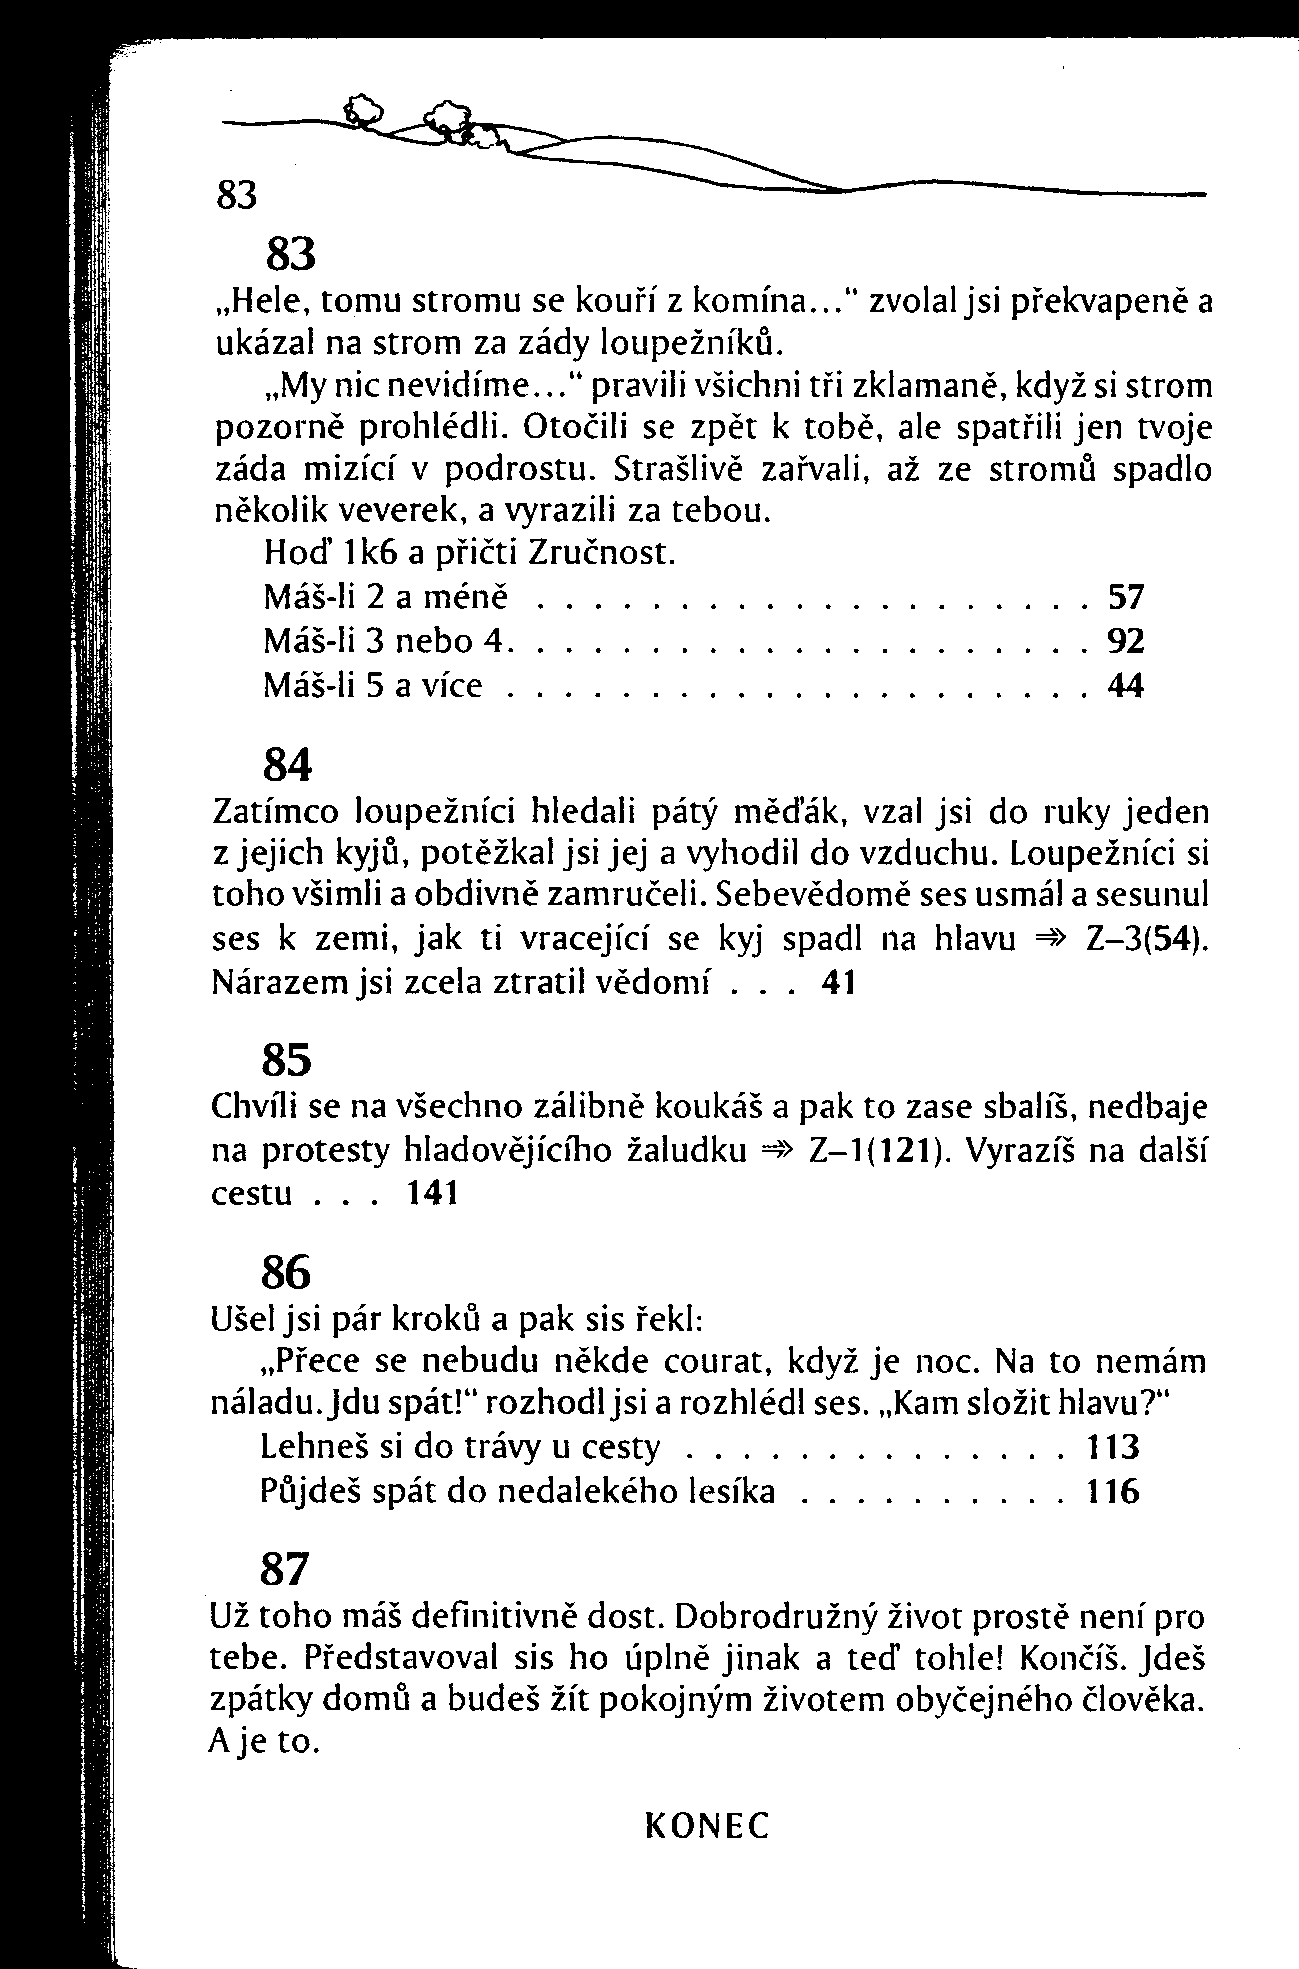 83
83
„Hele, tomu stromu se kouří z komína...“ zvolal jsi překvapeně a
ukázal na strom za zády loupežníků.
„My nic nevidíme...“ pravili všichni tři zklamaně, když si strom
pozorně prohlédli. Otočili se zpět k tobě, ale spatřili jen tvoje
záda mizící v podrostu. Strašlivě zařvali, až ze stromů spadlo
několik veverek, a vyrazili za tebou.
Hoď 1k6 a přičti Zručnost.
Máš-li 2 a méně . . . . . . . . . . . . . . . . . . . . 57
Máš-li 3 nebo 4. . . . . . . . . . . . . . . . . . . . . 92
Máš-li 5 a více . . . . . . . . . . . . . . . . . . . . . 44
84
Zatímco loupežníci hledali pátý měďák, vzal jsi do ruky jeden
z jejich kyjů, potěžkal jsi jej a vyhodil do vzduchu. Loupežníci si
toho všimli a obdivně zamručeli. Sebevědomě ses usmál a sesunul
ses k zemi, jak ti vracející se kyj spadl na hlavu ⇒ Z–3(54).
Nárazem jsi zcela ztratil vědomí . . . 41
85
Chvíli se na všechno zálibně koukáš a pak to zase sbalíš, nedbaje
na protesty hladovějícího žaludku ⇒ Z–1(121). Vyrazíš na další
cestu . . . 141
86
Ušel jsi pár kroků a pak sis řekl:
„Přece se nebudu někde courat, když je noc. Na to nemám
náladu. Jdu spát!“ rozhodl jsi a rozhlédl ses. „Kam složit hlavu?“
Lehneš si do trávy u cesty . . . . . . . . . . . . . . 113
Půjdeš spát do nedalekého lesíka . . . . . . . . . . 116
87
Už toho máš definitivně dost. Dobrodružný život prostě není pro
tebe. Představoval sis ho úplně jinak a teď tohle! Končíš. Jdeš
zpátky domů a budeš žít pokojným životem obyčejného člověka.
A je to.
KONEC